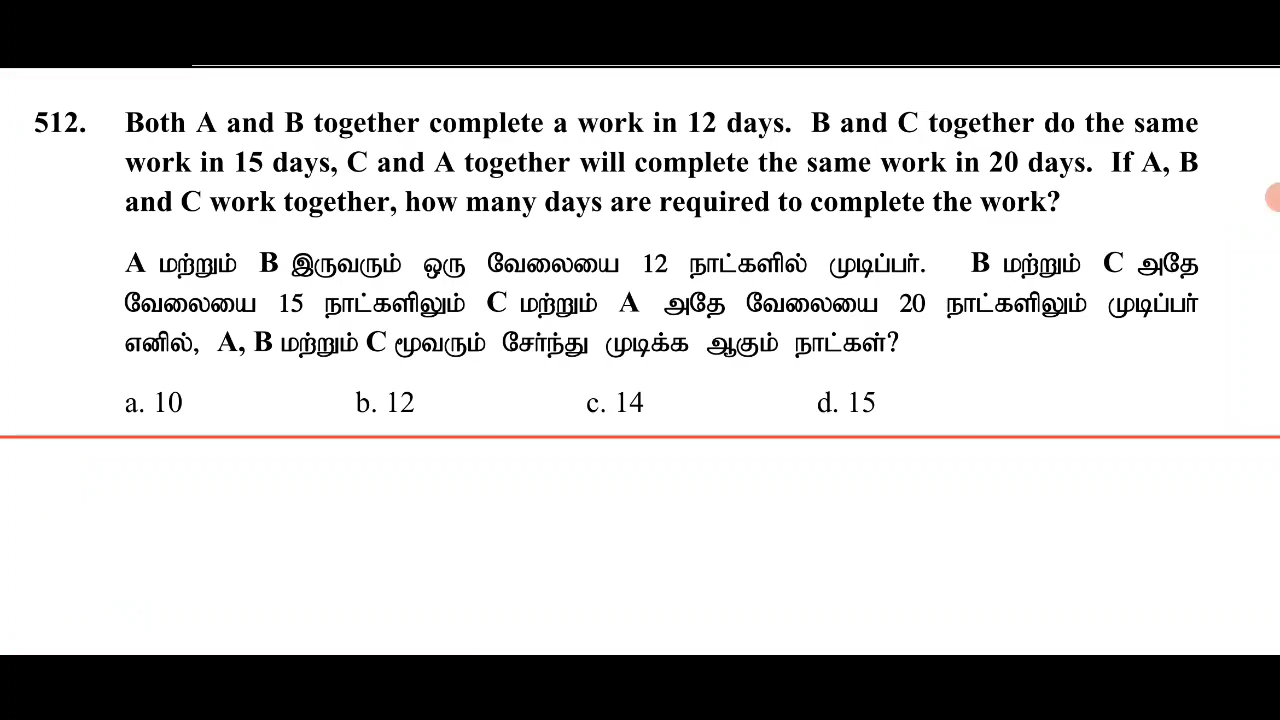 512. Both A and B together complete a work in 12 days. B and C together do the same
work in 15 days, C and A together will complete the same work in 20 days. If A, B
and C work together, how many days are required to complete the work?
A மற்றும் B இருவரும் ஒரு வேலையை 12 நாட்களில் முடிப்பர். B மற்றும் C அதே
வேலையை 15 நாட்களிலும் C மற்றும் A அதே வேலையை 20 நாட்களிலும் முடிப்பர்
எனில், A, B மற்றும் C மூவரும் சேர்ந்து முடிக்க ஆகும் நாட்கள்?
a. 10 b. 12 c. 14 d. 15